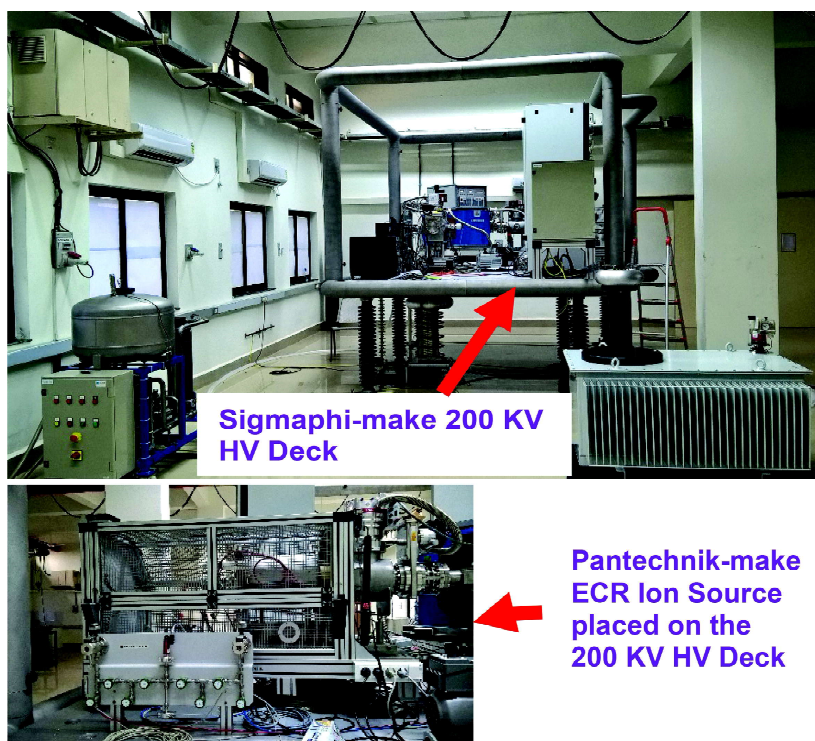 Sigmaphi-make 200 KV
HV Deck
Pantechnik-make
ECR Ion Source
placed on the
200 KV HV Deck